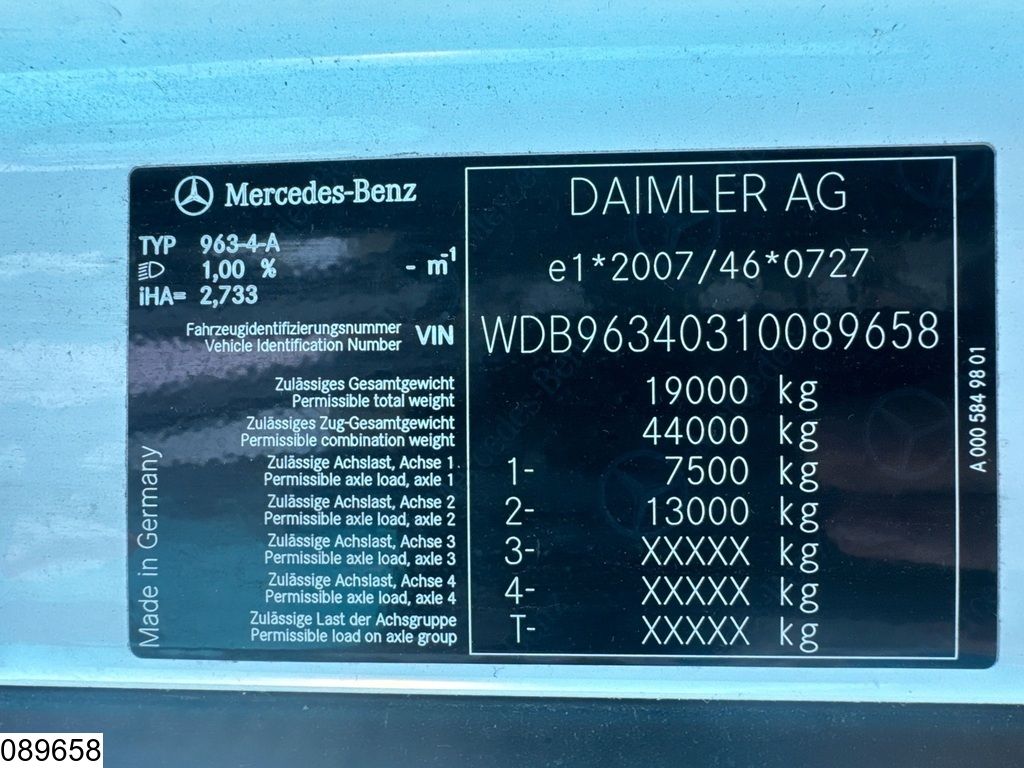 Mercedes-Benz
TYP 963-4-A
1,00 % - m-1
iHA= 2,733
DAIMLER AG
e1*2007/46*0727
Fahrzeugidentifizierungsnummer
Vehicle Identification Number VIN WDB96340310089658
Zulässiges Gesamtgewicht
Permissible total weight 19000 kg
Zulässiges Zug-Gesamtgewicht
Permissible combination weight 44000 kg
Zulässige Achslast, Achse 1
Permissible axle load, axle 1 1- 7500 kg
Zulässige Achslast, Achse 2
Permissible axle load, axle 2 2- 13000 kg
Zulässige Achslast, Achse 3
Permissible axle load, axle 3 3- XXXXX kg
Zulässige Achslast, Achse 4
Permissible axle load, axle 4 4- XXXXX kg
Zulässige Last der Achsgruppe
Permissible load on axle group T- XXXXX kg
Made in Germany
A 000 584 98 01
089658